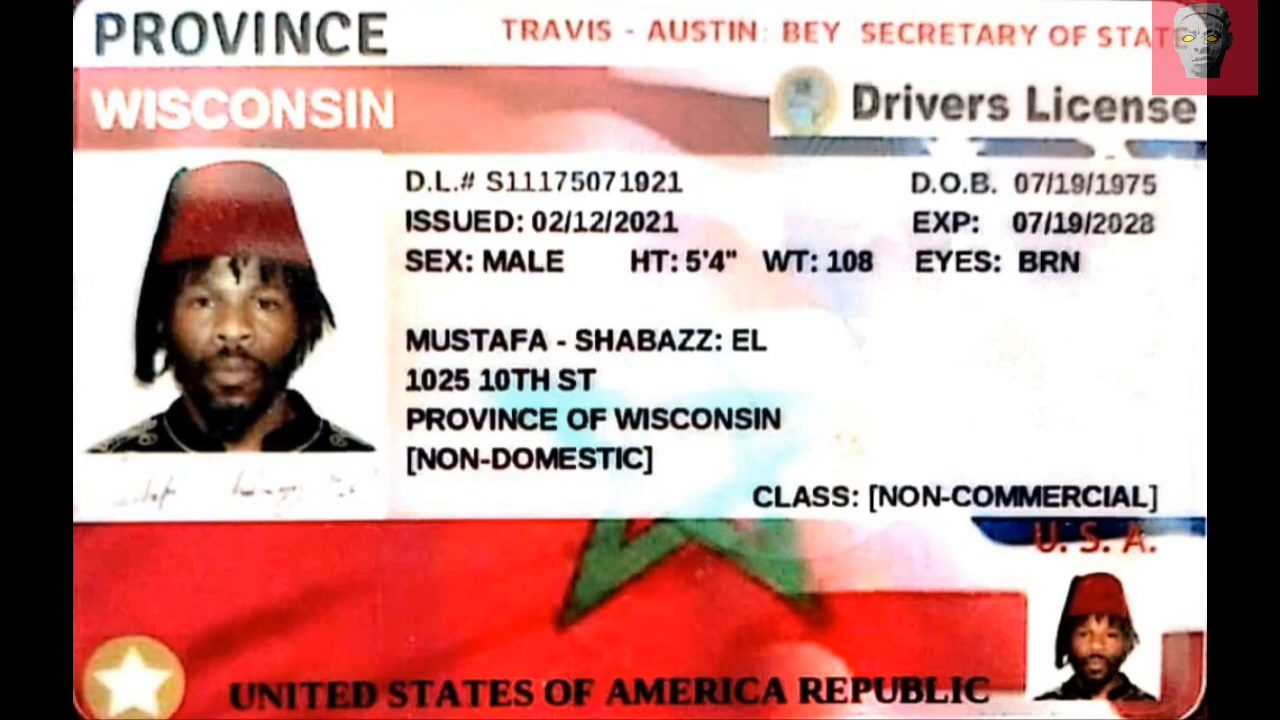 PROVINCE
TRAVIS - AUSTIN: BEY SECRETARY OF STATE
WISCONSIN
Drivers License
D.L.# S11175071921
D.O.B. 07/19/1975
ISSUED: 02/12/2021
EXP: 07/19/2028
SEX: MALE HT: 5'4" WT: 108 EYES: BRN
MUSTAFA - SHABAZZ: EL
1025 10TH ST
PROVINCE OF WISCONSIN
[NON-DOMESTIC]
CLASS: [NON-COMMERCIAL]
U. S. A.
UNITED STATES OF AMERICA REPUBLIC